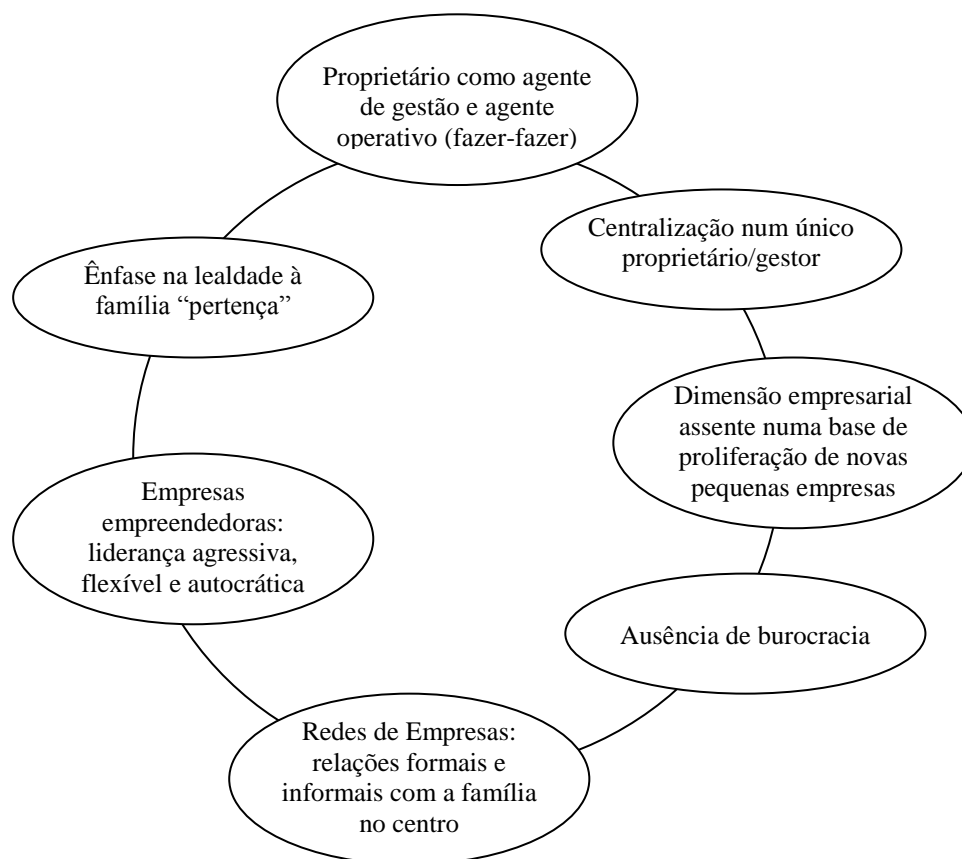 Proprietário como agente
de gestão e agente
operativo (fazer-fazer)
Centralização num único
proprietário/gestor
Ênfase na lealdade à
família “pertença”
Dimensão empresarial
assente numa base de
proliferação de novas
pequenas empresas
Empresas
empreendedoras:
liderança agressiva,
flexível e autocrática
Ausência de burocracia
Redes de Empresas:
relações formais e
informais com a família
no centro